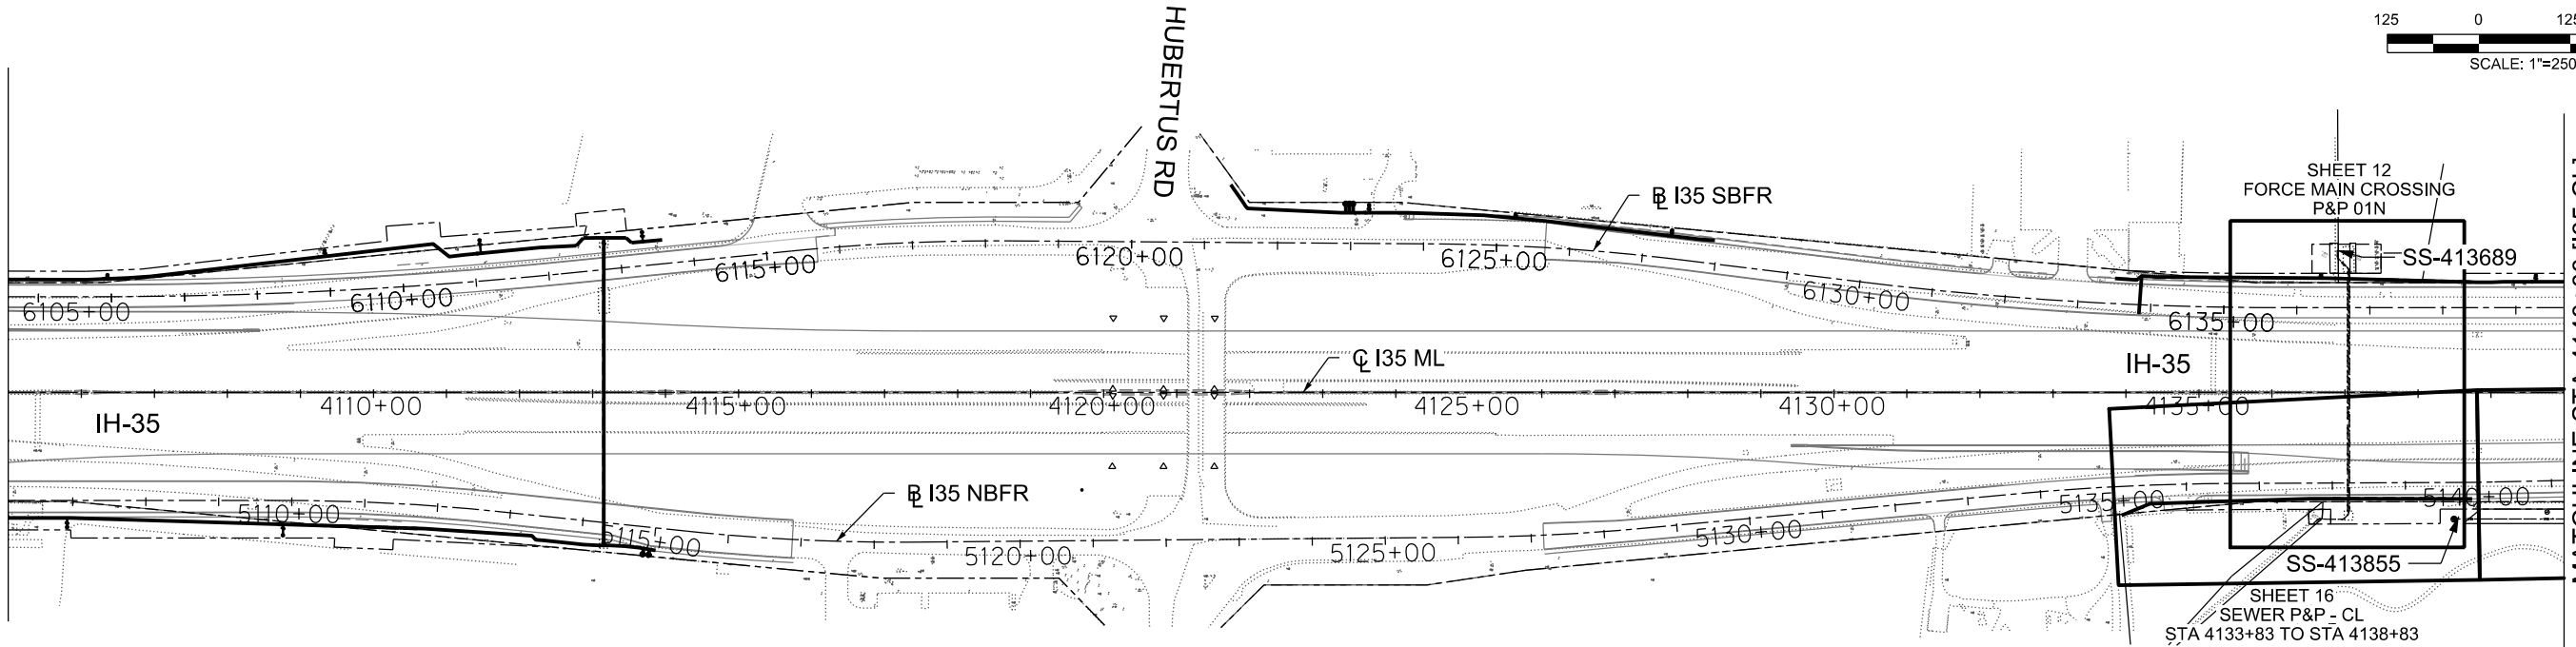 125 0 125
SCALE: 1"=250
HUBERTUS RD
SHEET 12
FORCE MAIN CROSSING
P&P 01N
SS-413689
BL I35 SBFR
6105+00
6110+00
6115+00
6120+00
6125+00
6130+00
6135+00
CL I35 ML
IH-35
4110+00
4115+00
4120+00
4125+00
4130+00
4135+00
IH-35
BL I35 NBFR
5110+00
5115+00
5120+00
5125+00
5130+00
5135+00
5140+00
SS-413855
SHEET 16
SEWER P&P - CL
STA 4133+83 TO STA 4138+83